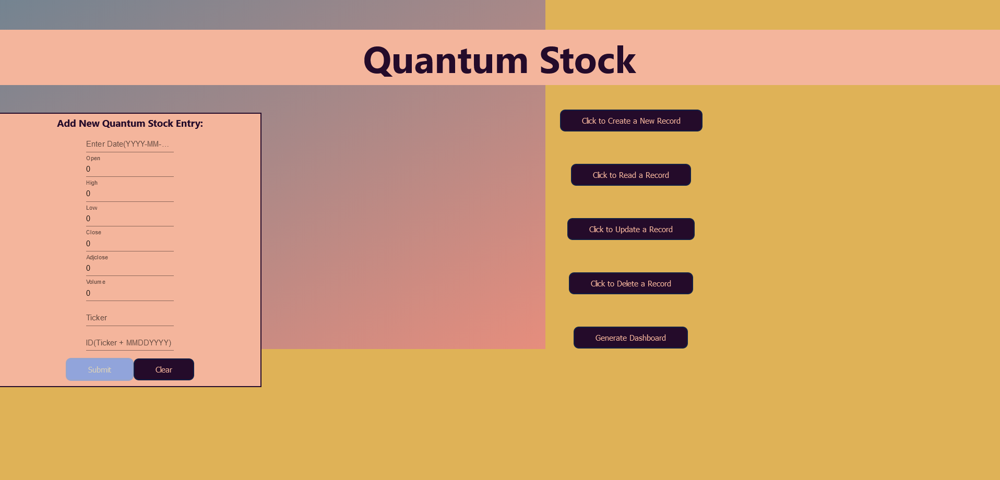 Quantum Stock
Add New Quantum Stock Entry:
Enter Date(YYYY-MM-…
Open
0
High
0
Low
0
Close
0
Adjclose
0
Volume
0
Ticker
ID(Ticker + MMDDYYYY)
Submit
Clear
Click to Create a New Record
Click to Read a Record
Click to Update a Record
Click to Delete a Record
Generate Dashboard